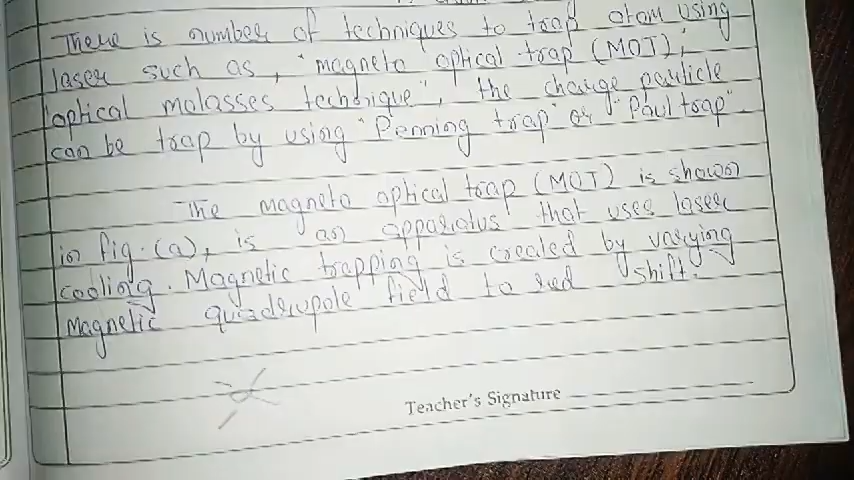 There is number of techniques to trap atom using
laser such as, "magneto optical trap (MOT)",
"optical molasses technique", the charge particle
can be trap by using "Penning trap" or "Paul trap".
The magneto optical trap (MOT) is shown
in fig. (a), is an apparatus that uses laser
cooling. Magnetic trapping is created by varying
Magnetic quadrupole field to red shift.
Teacher's Signature